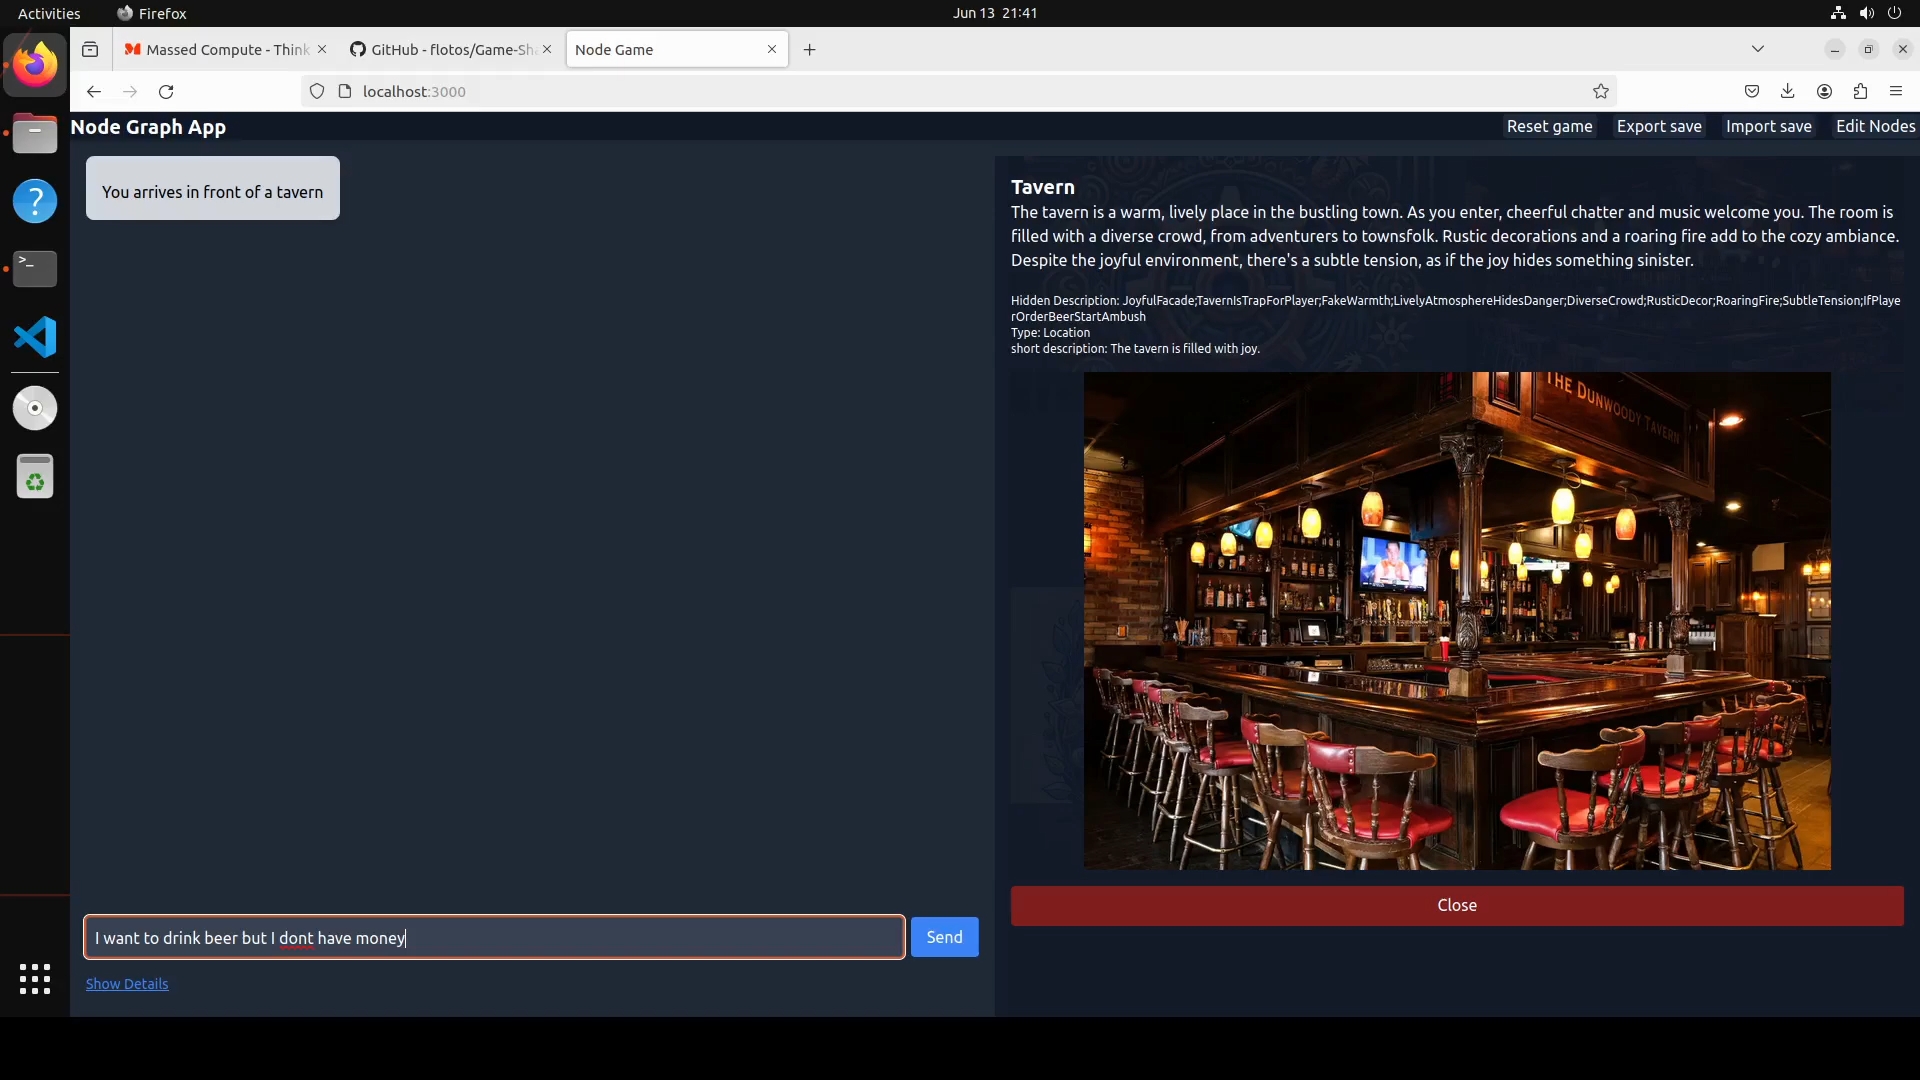 Activities
Firefox
Jun 13 21:41
Massed Compute - Think
GitHub - flotos/Game-Sh
Node Game
localhost:3000
Node Graph App
Reset game
Export save
Import save
Edit Nodes
You arrives in front of a tavern
Tavern
The tavern is a warm, lively place in the bustling town. As you enter, cheerful chatter and music welcome you. The room is
filled with a diverse crowd, from adventurers to townsfolk. Rustic decorations and a roaring fire add to the cozy ambiance.
Despite the joyful environment, there's a subtle tension, as if the joy hides something sinister.
Hidden Description: JoyfulFacade;TavernIsTrapForPlayer;FakeWarmth;LivelyAtmosphereHidesDanger;DiverseCrowd;RusticDecor;RoaringFire;SubtleTension;IfPlaye
rOrderBeerStartAmbush
Type: Location
short description: The tavern is filled with joy.
THE DUNWOODY TAVERN
Close
I want to drink beer but I dont have money
Send
Show Details